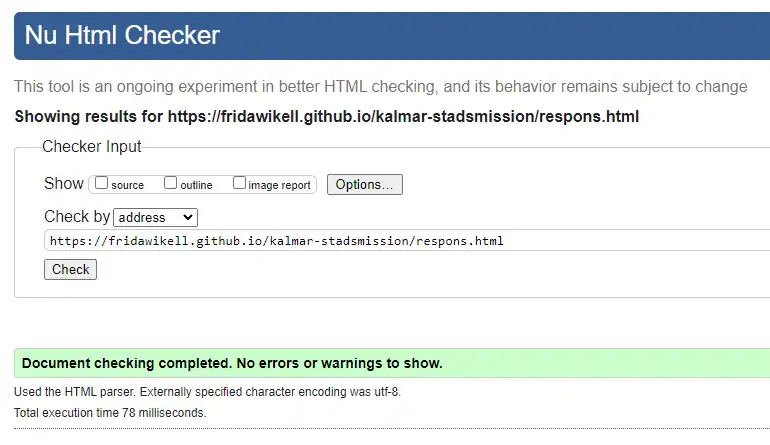 Nu Html Checker
This tool is an ongoing experiment in better HTML checking, and its behavior remains subject to change
Showing results for https://fridawikell.github.io/kalmar-stadsmission/respons.html
Checker Input
Show source outline image report Options...
Check by address
https://fridawikell.github.io/kalmar-stadsmission/respons.html
Check
Document checking completed. No errors or warnings to show.
Used the HTML parser. Externally specified character encoding was utf-8.
Total execution time 78 milliseconds.